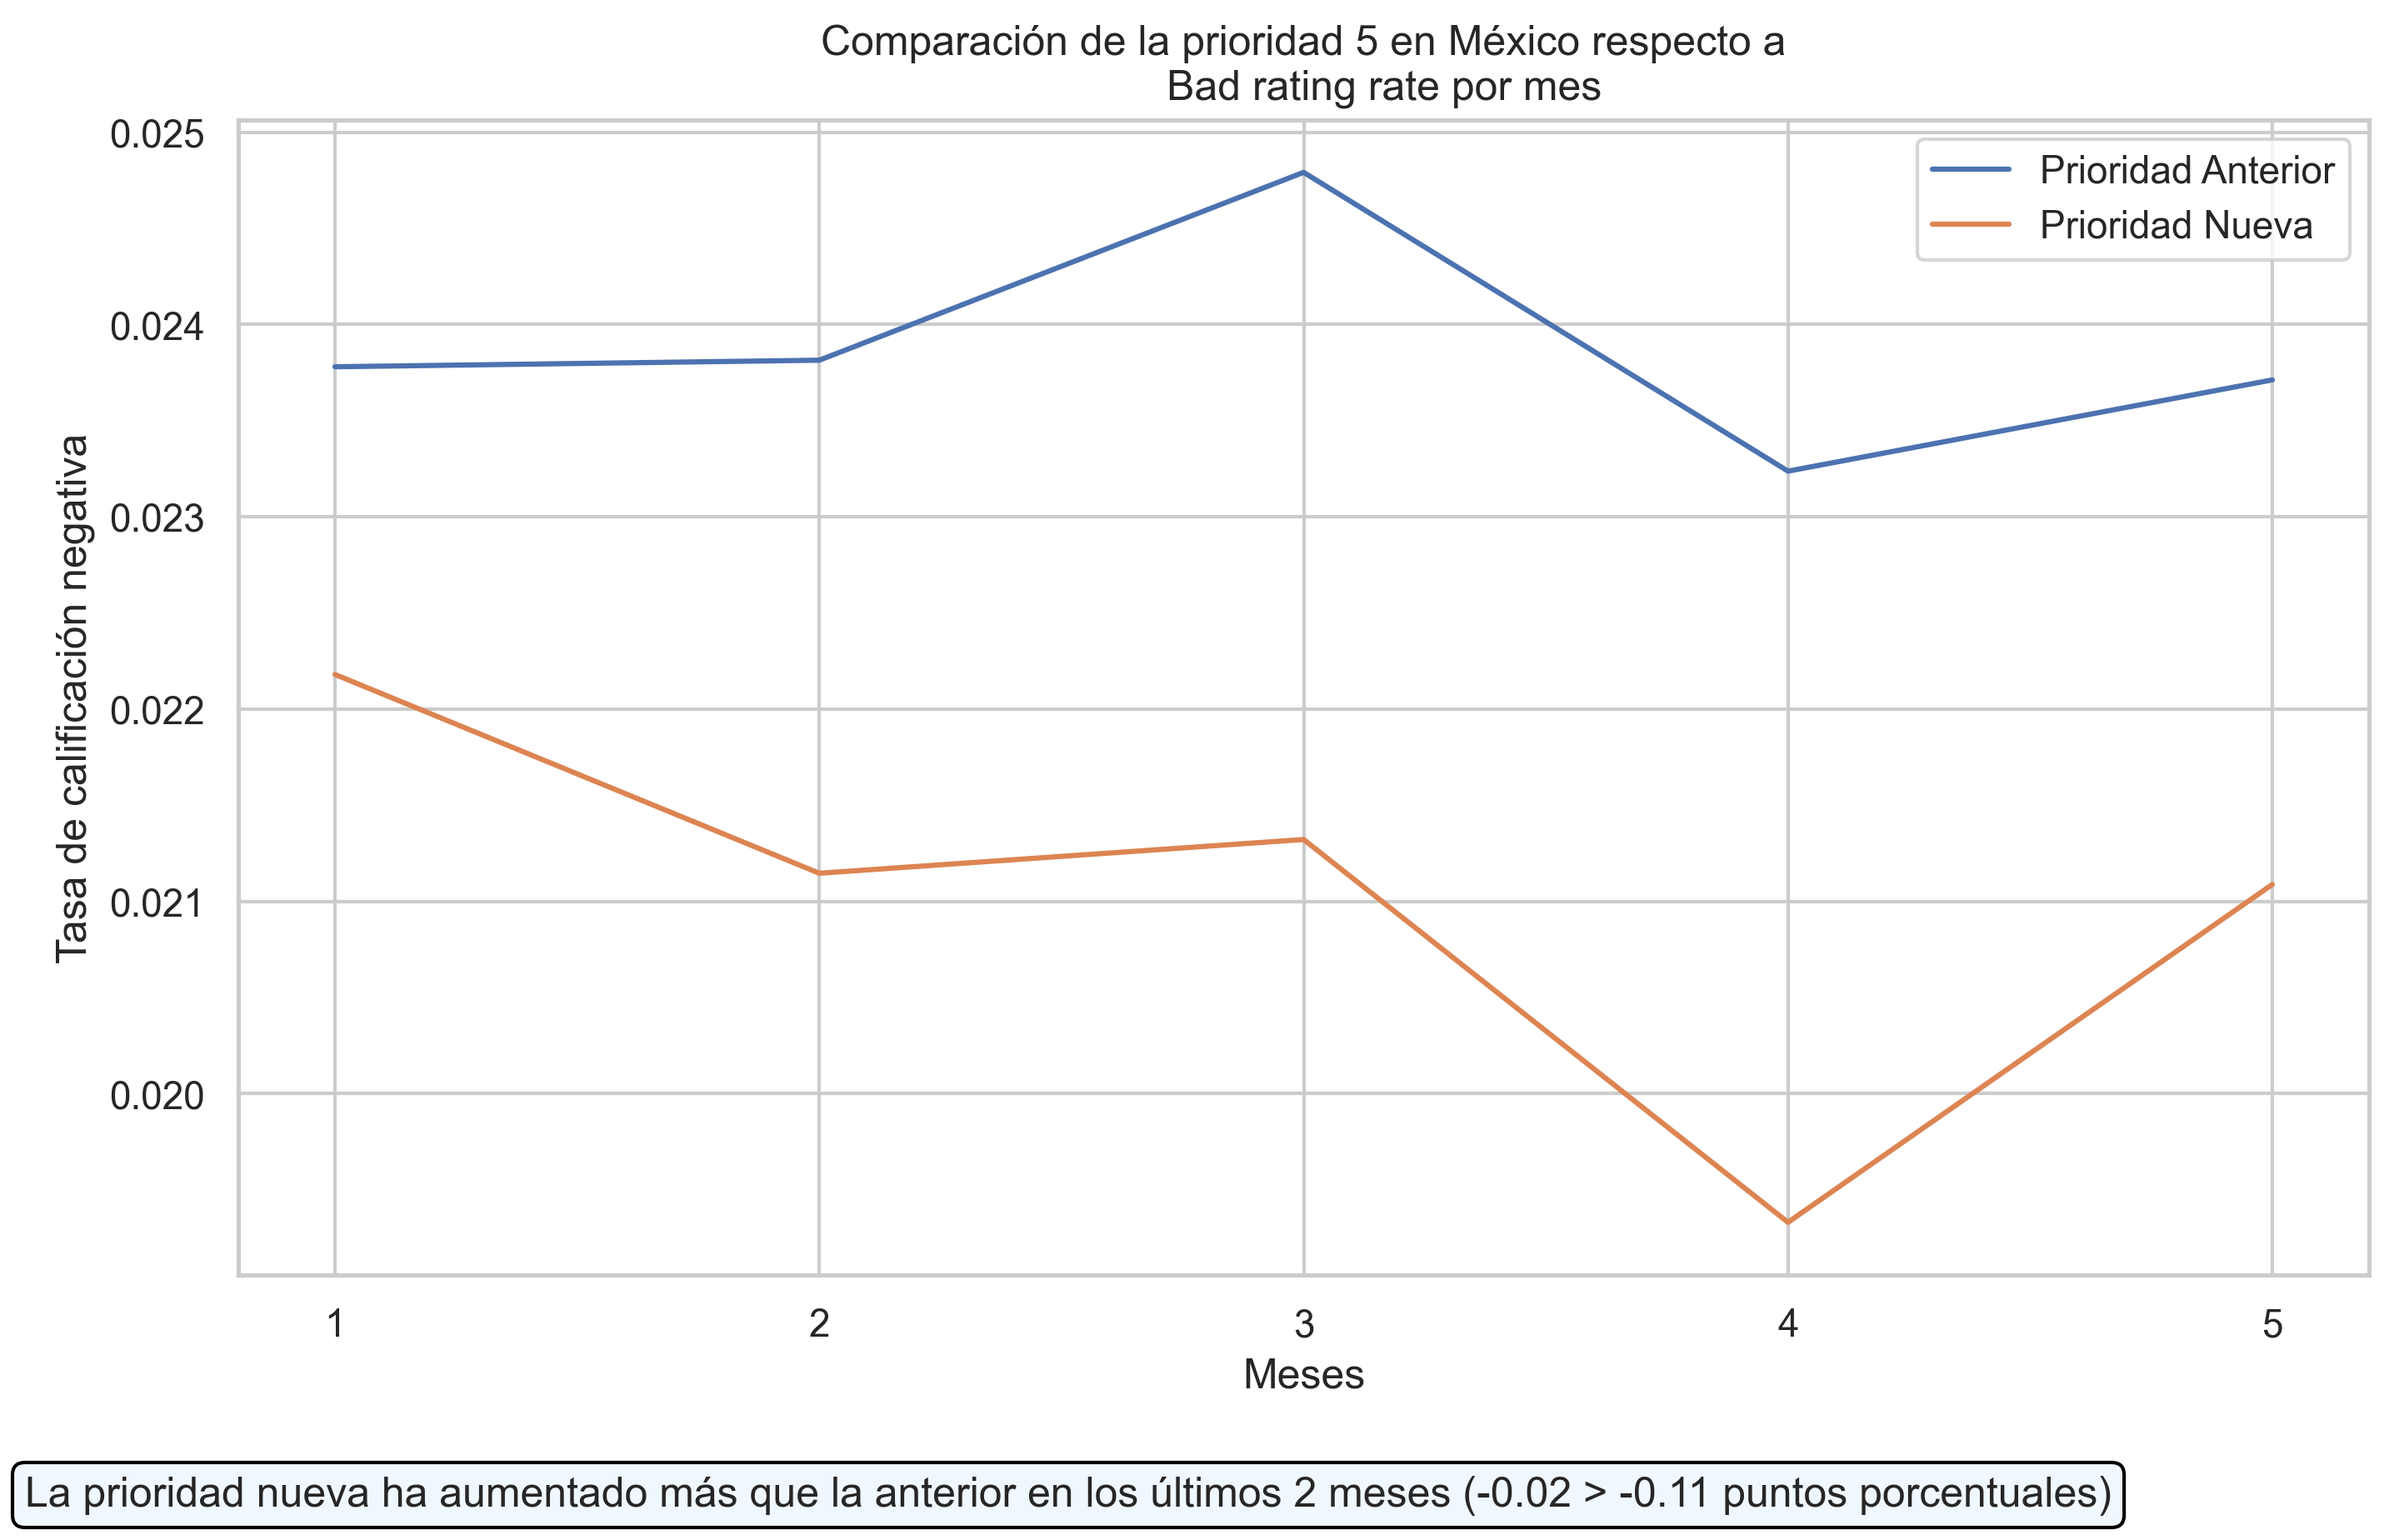 Comparación de la prioridad 5 en México respecto a
Bad rating rate por mes
0.025
0.024
0.023
0.022
0.021
0.020
Tasa de calificación negativa
Prioridad Anterior
Prioridad Nueva
1 2 3 4 5
Meses
La prioridad nueva ha aumentado más que la anterior en los últimos 2 meses (-0.02 > -0.11 puntos porcentuales)